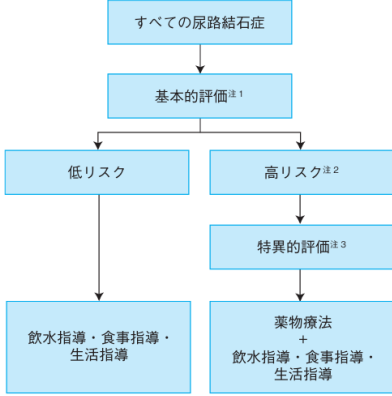 すべての尿路結石症
基本的評価注1
低リスク
高リスク注2
特異的評価注3
飲水指導・食事指導・
生活指導
薬物療法
+
飲水指導・食事指導・
生活指導